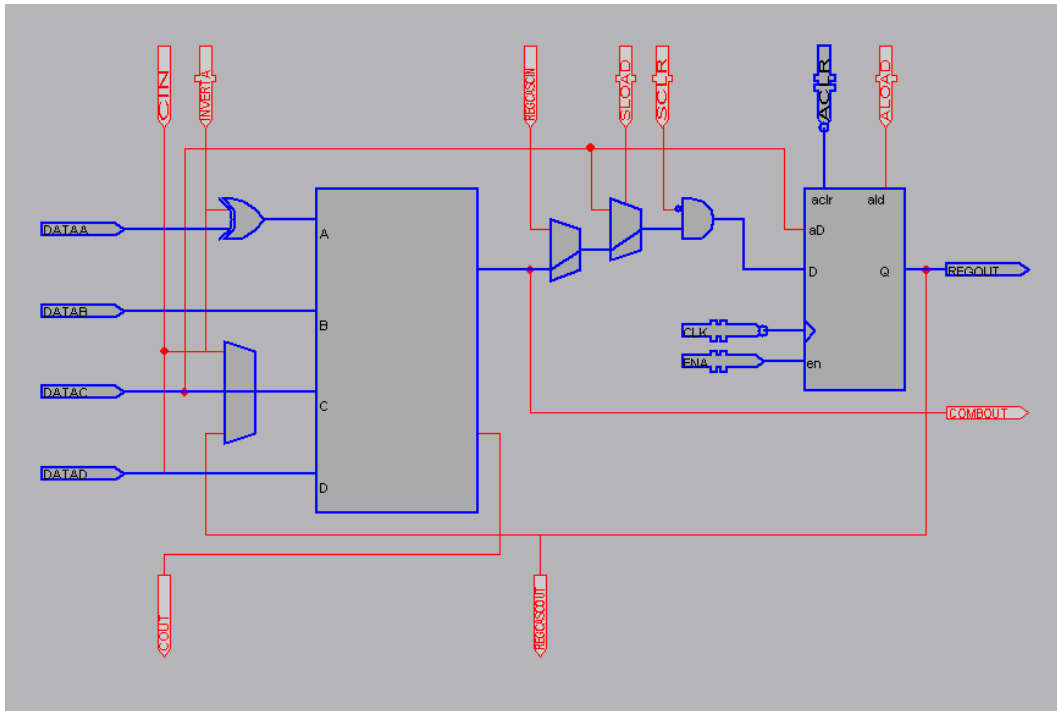 CIN
INVERTA
REGCASCIN
SLOAD
SCLR
ACLR
ALOAD
aclr
ald
DATAA
A
aD
D
Q
REGOUT
DATAB
B
CLK
ENA
en
DATAC
C
COMBOUT
DATAD
D
COUT
REGCASCOUT